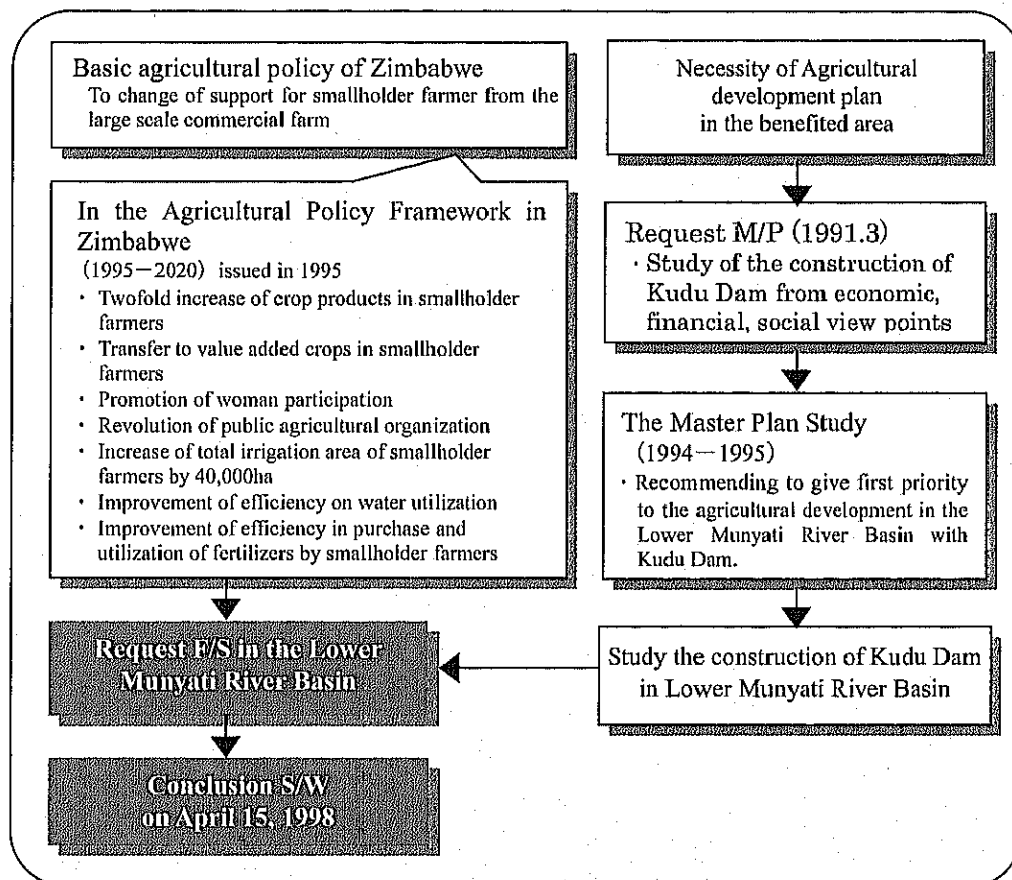 Basic agricultural policy of Zimbabwe
To change of support for smallholder farmer from the
large scale commercial farm
In the Agricultural Policy Framework in
Zimbabwe
(1995－2020) issued in 1995
・ Twofold increase of crop products in smallholder
farmers
・ Transfer to value added crops in smallholder
farmers
・ Promotion of woman participation
・ Revolution of public agricultural organization
・ Increase of total irrigation area of smallholder
farmers by 40,000ha
・ Improvement of efficiency on water utilization
・ Improvement of efficiency in purchase and
utilization of fertilizers by smallholder farmers
Request F/S in the Lower
Munyati River Basin
Conclusion S/W
on April 15, 1998
Necessity of Agricultural
development plan
in the benefited area
Request M/P (1991.3)
・Study of the construction of
Kudu Dam from economic,
financial, social view points
The Master Plan Study
(1994－1995)
・Recommending to give first priority
to the agricultural development in the
Lower Munyati River Basin with
Kudu Dam.
Study the construction of Kudu Dam
in Lower Munyati River Basin